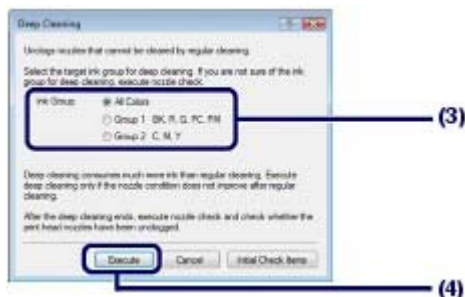 Deep Cleaning
Unclogs nozzles that cannot be cleared by regular cleaning.
Select the target ink group for deep cleaning. If you are not sure of the ink
group for deep cleaning, execute nozzle check.
Ink Group:
All Colors
Group 1 BK, R, G, PC, PM
Group 2 C, M, Y
(3)
Deep cleaning consumes much more ink than regular cleaning. Execute
deep cleaning only if the nozzle condition does not improve after regular
cleaning.
After the deep cleaning ends, execute nozzle check and check whether the
print head nozzles have been unclogged.
Execute
Cancel
Initial Check Items
(4)